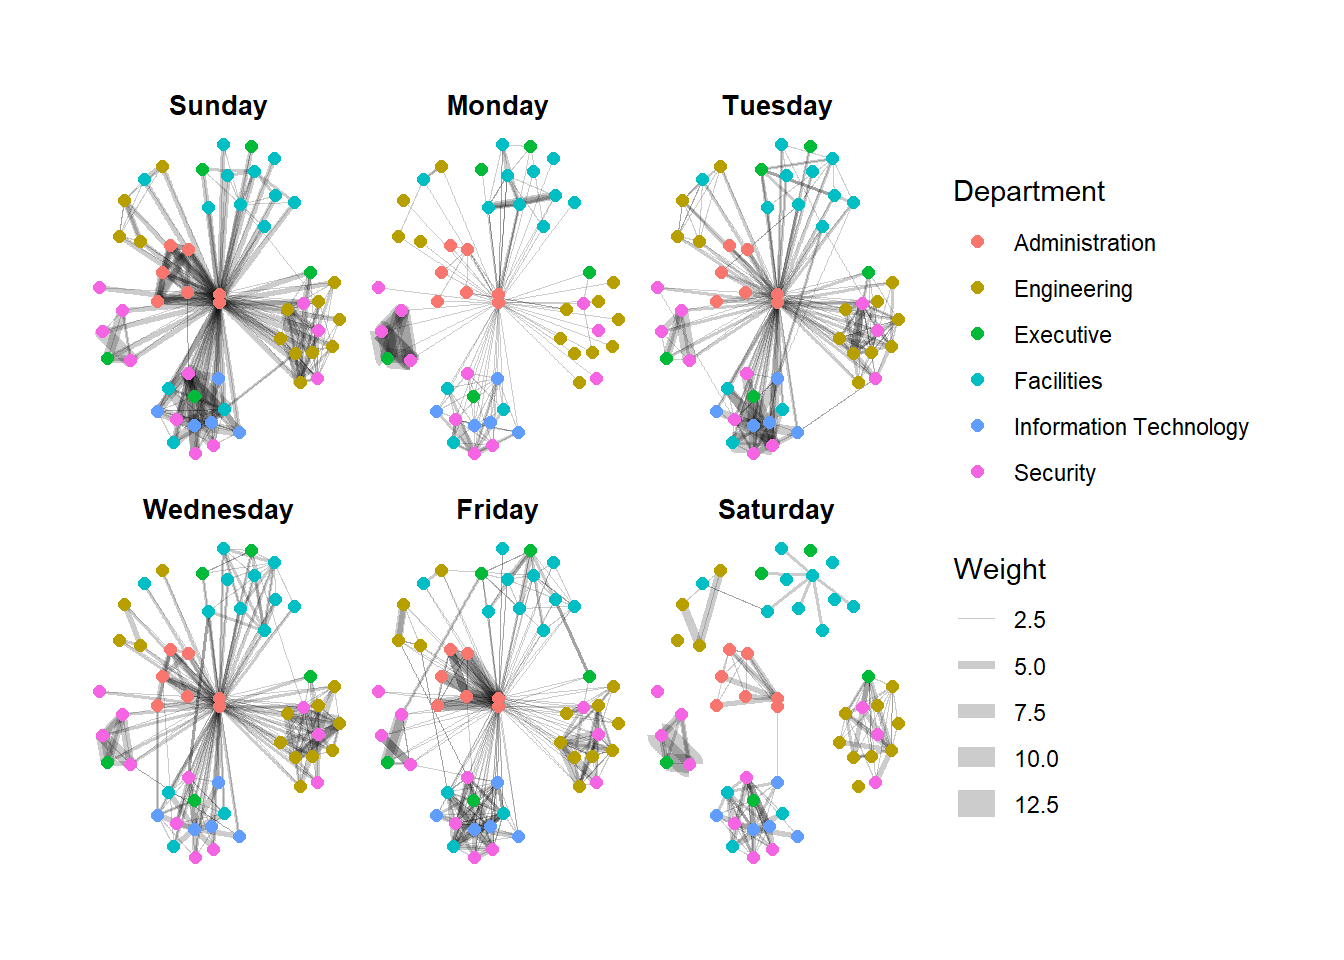 Sunday
Monday
Tuesday
Wednesday
Friday
Saturday
Department
Administration
Engineering
Executive
Facilities
Information Technology
Security
Weight
2.5
5.0
7.5
10.0
12.5